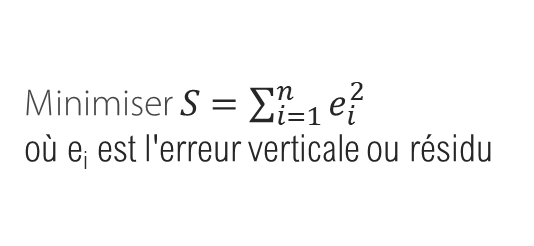 Minimiser S = ∑ⁿᵢ₌₁ eᵢ²
où eᵢ est l'erreur verticale ou résidu